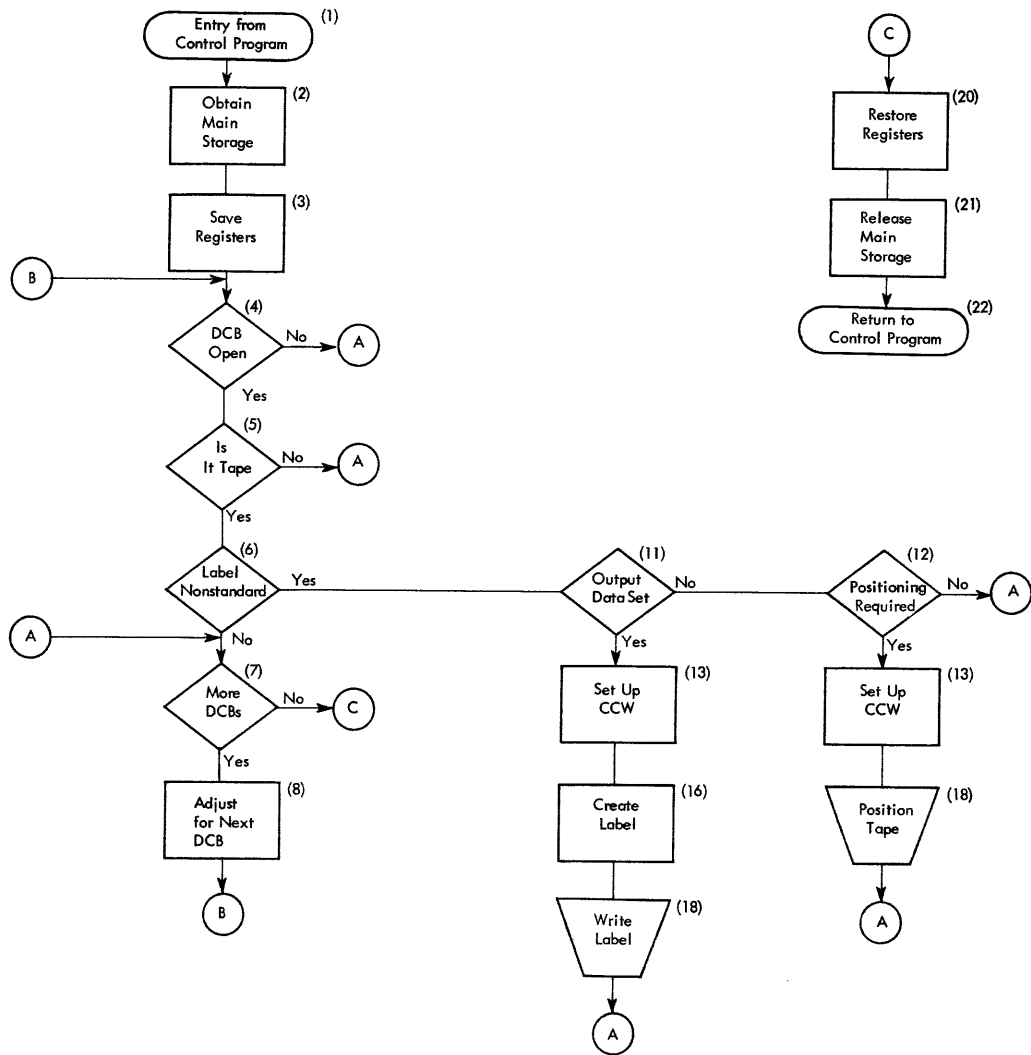 Entry from
Control Program
(1)
Obtain
Main
Storage
(2)
Save
Registers
(3)
B
DCB
Open
(4)
No
A
Yes
Is
It Tape
(5)
No
A
Yes
Label
Nonstandard
(6)
Yes
No
A
More
DCBs
(7)
No
C
Yes
Adjust
for Next
DCB
(8)
B
Output
Data Set
(11)
No
Yes
Set Up
CCW
(13)
Create
Label
(16)
Write
Label
(18)
A
Positioning
Required
(12)
No
A
Yes
Set Up
CCW
(13)
Position
Tape
(18)
A
C
Restore
Registers
(20)
Release
Main
Storage
(21)
Return to
Control Program
(22)